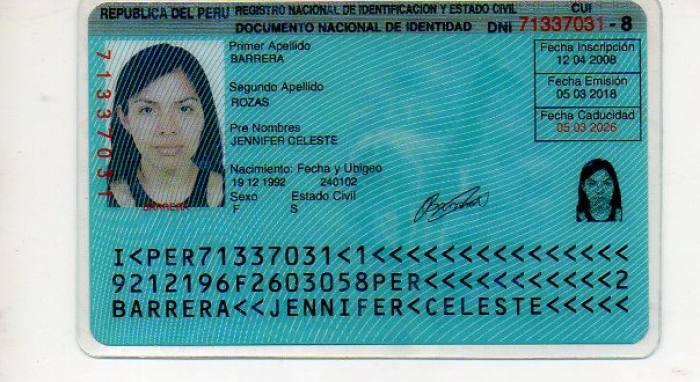 REPUBLICA DEL PERU REGISTRO NACIONAL DE IDENTIFICACION Y ESTADO CIVIL CUI
DOCUMENTO NACIONAL DE IDENTIDAD DNI 71337031 - 8
71337031
Primer Apellido
BARRERA
Segundo Apellido
ROZAS
Pre Nombres
JENNIFER CELESTE
Nacimiento: Fecha y Ubigeo
19 12 1992 240102
Sexo Estado Civil
F S
BARRERA
Fecha Inscripción
12 04 2008
Fecha Emisión
05 03 2018
Fecha Caducidad
05 03 2026
I<PER71337031<1<<<<<<<<<<<<<<<
9212196F2603058PER<<<<<<<<<<<2
BARRERA<<JENNIFER<CELESTE<<<<<